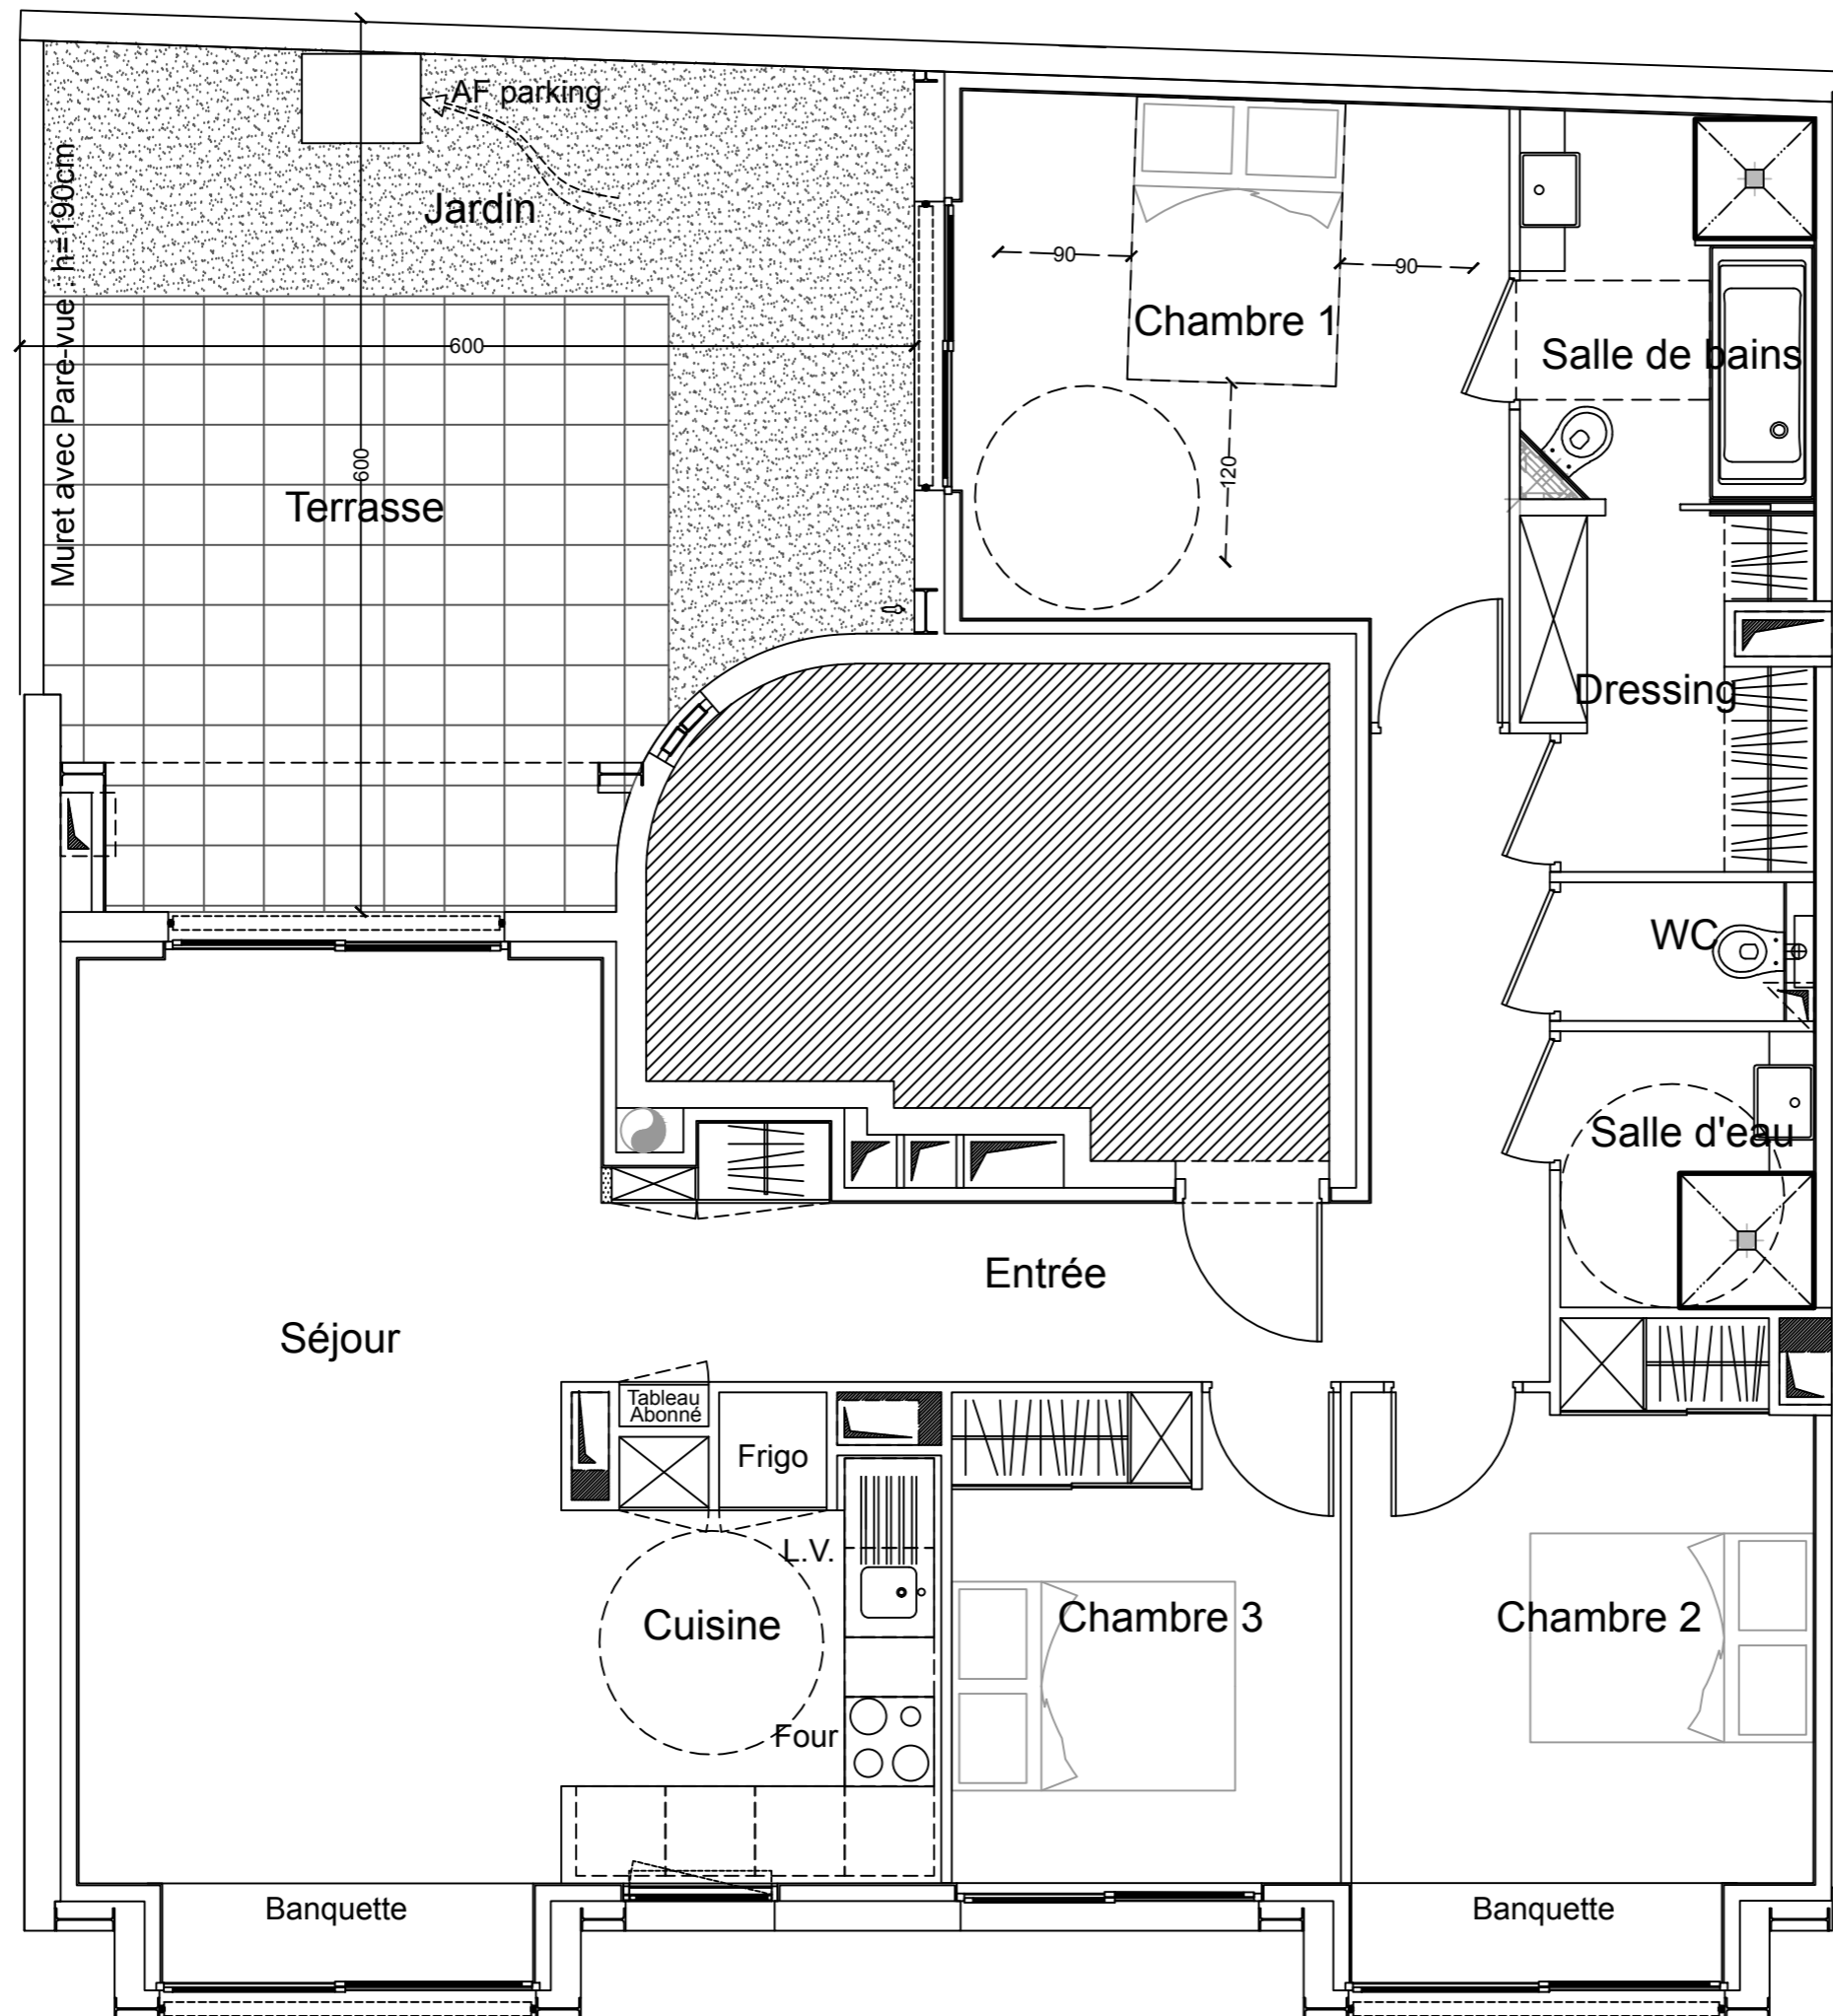 AF parking
Jardin
Muret avec Pare-vue : h=190cm
90
90
Chambre 1
600
Salle de bains
600
120
Terrasse
Dressing
WC
Salle d'eau
Entrée
Séjour
Tableau
Abonné
Frigo
L.V.
Cuisine
Chambre 3
Chambre 2
Four
Banquette
Banquette